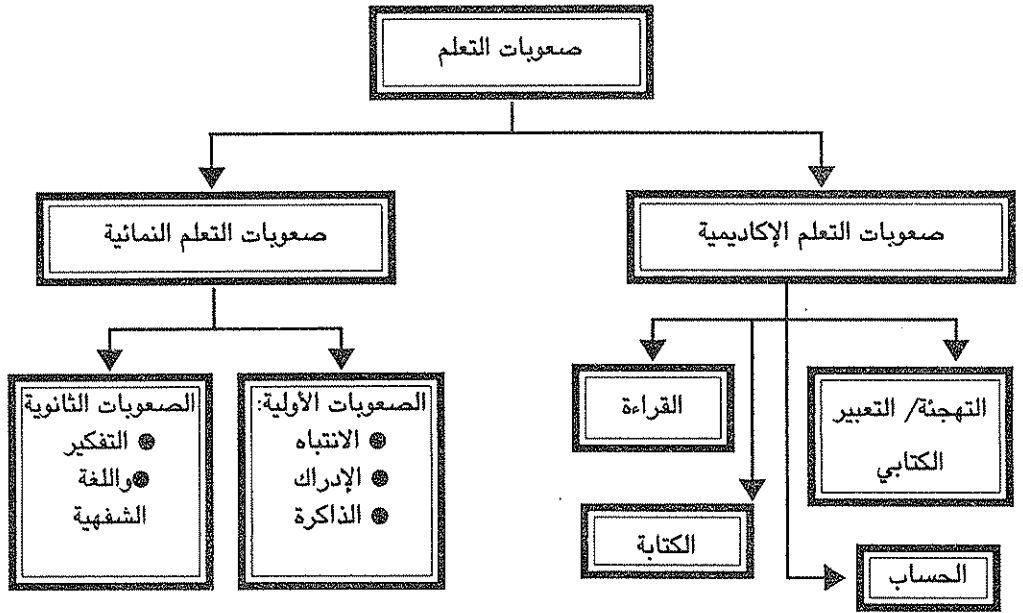 صعوبات التعلم
صعوبات التعلم الإكاديمية
صعوبات التعلم النمائية
التهجئة/ التعبير
الكتابي
القراءة
الكتابة
الحساب
الصعوبات الأولية:
● الانتباه
● الإدراك
● الذاكرة
الصعوبات الثانوية
● التفكير
●واللغة
الشفهية